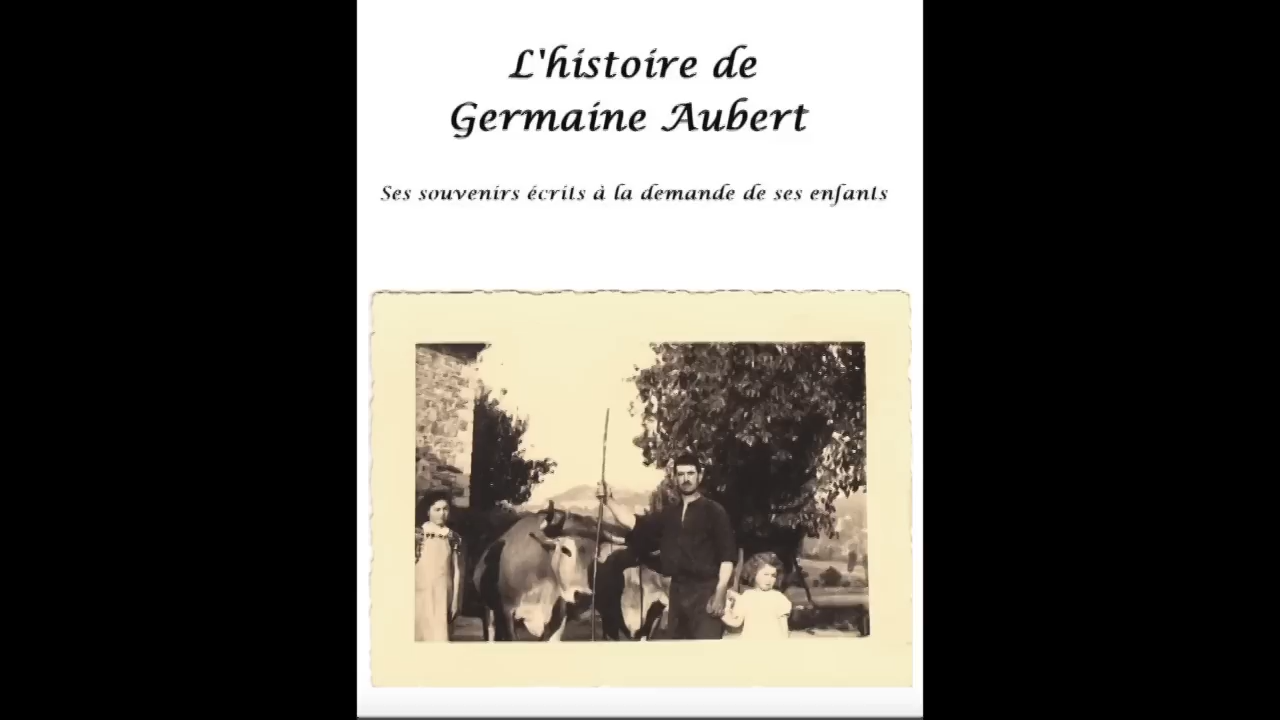 L'histoire de
Germaine Aubert
Ses souvenirs écrits à la demande de ses enfants